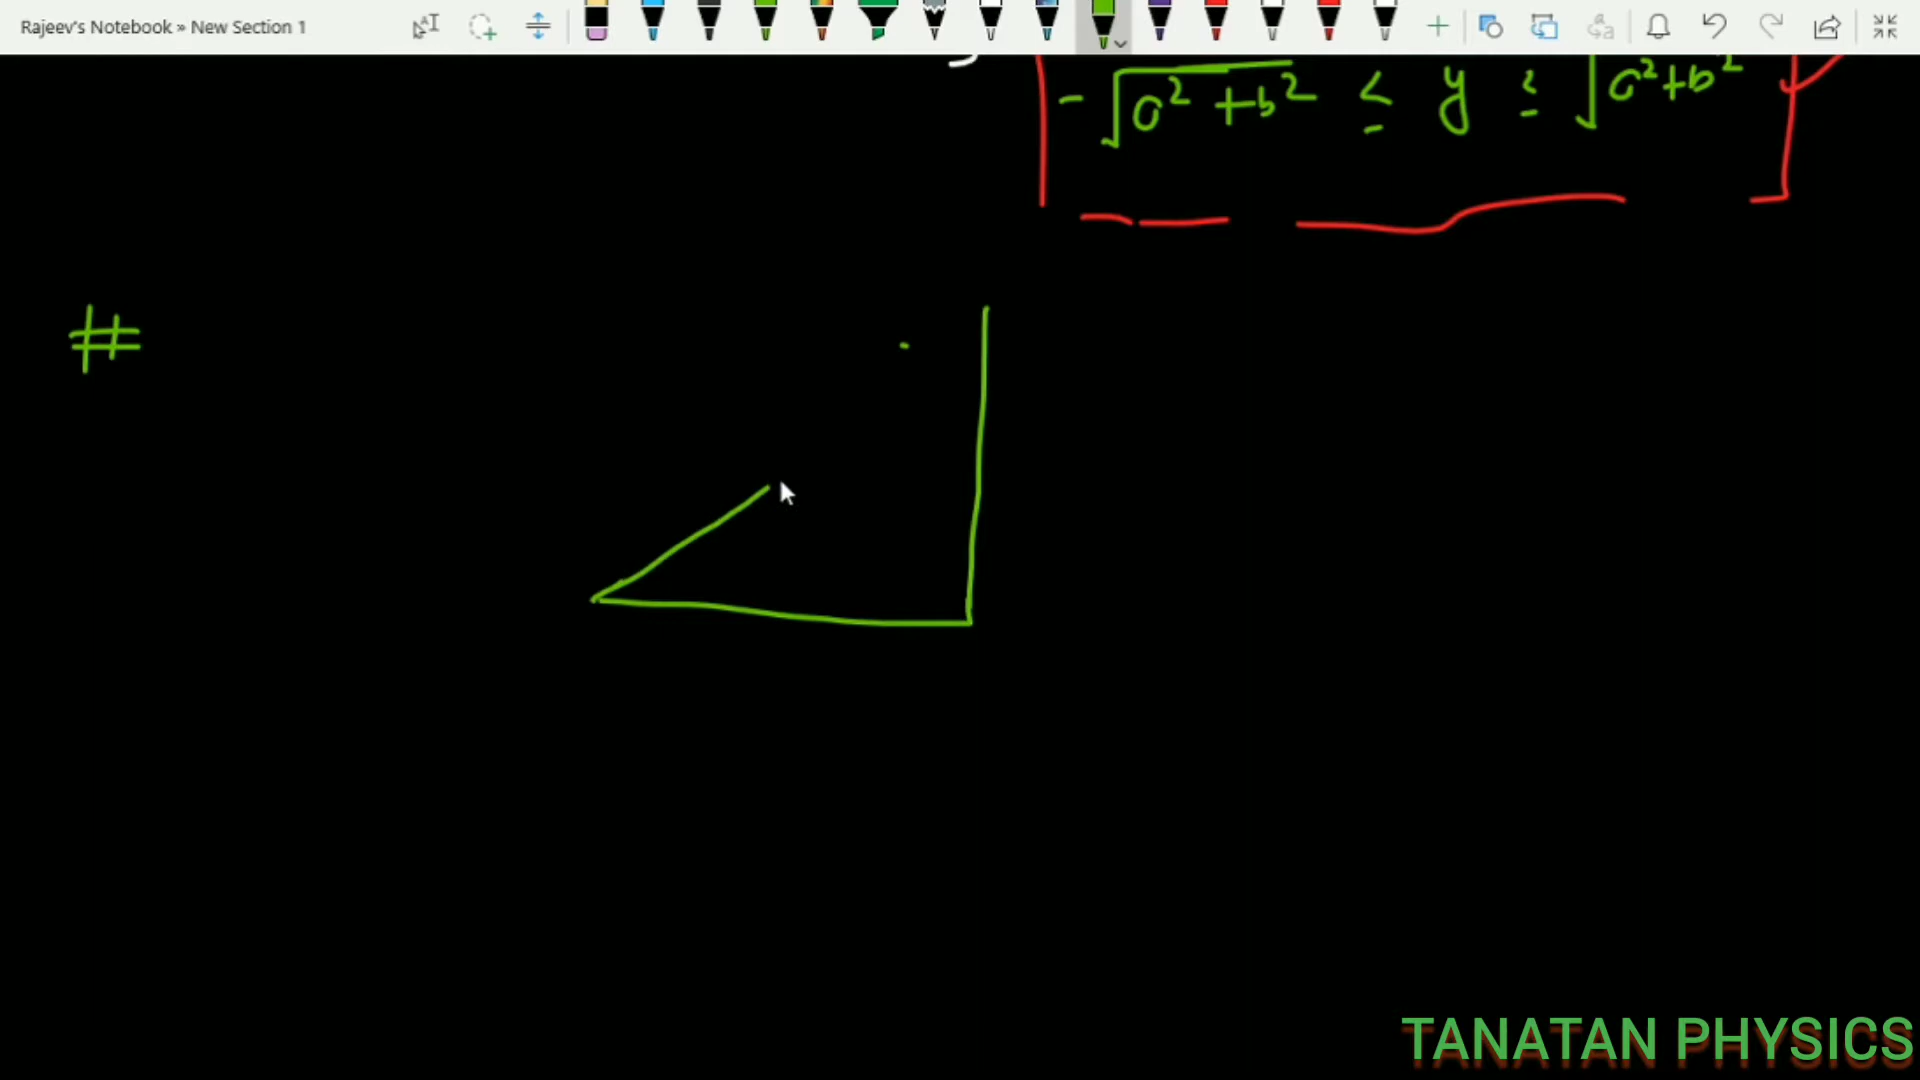 Rajeev's Notebook » New Section 1
- √a² + b² ≤ y ≤ √a² + b²
#
TANATAN PHYSICS